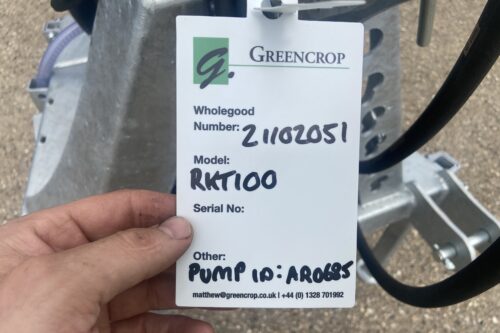 g. GREENCROP
Wholegood
Number: 21102051
Model:
RKT100
Serial No:
Other:
PUMP ID: AR0685
matthew@greencrop.co.uk | +44 (0) 1328 701992